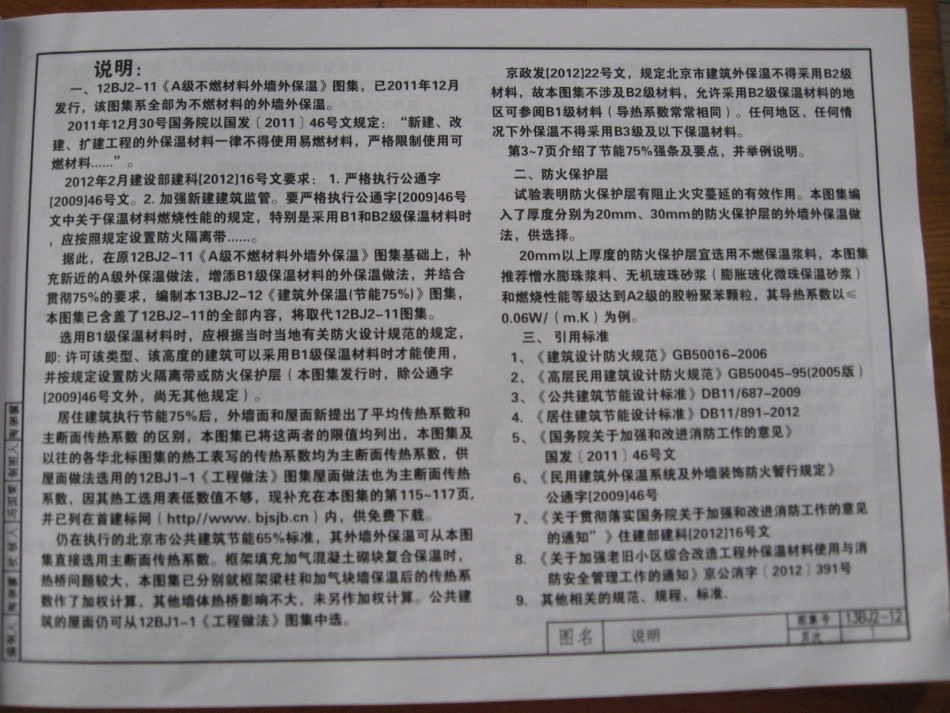 说明：
一、12BJ2-11《A级不燃材料外墙外保温》图集，已2011年12月
发行，该图集系全部为不燃材料的外墙外保温。
2011年12月30号国务院以国发〔2011〕46号文规定：“新建、改
建、扩建工程的外保温材料一律不得使用易燃材料，严格限制使用可
燃材料……”。
2012年2月建设部建科[2012]16号文要求： 1. 严格执行公通字
[2009]46号文。2. 加强新建建筑监管。要严格执行公通字[2009]46号
文中关于保温材料燃烧性能的规定，特别是采用B1和B2级保温材料时
，应按照规定设置防火隔离带……。
据此，在原12BJ2-11《A级不燃材料外墙外保温》图集基础上，补
充新近的A级外保温做法，增添B1级保温材料的外保温做法，并结合
贯彻75%的要求，编制本13BJ2-12《建筑外保温(节能75%)》图集，
本图集已含盖了12BJ2-11的全部内容，将取代12BJ2-11图集。
选用B1级保温材料时，应根据当时当地有关防火设计规范的规定，
即: 许可该类型、该高度的建筑可以采用B1级保温材料时才能使用，
并按规定设置防火隔离带或防火保护层（本图集发行时，除公通字
[2009]46号文外，尚无其他规定）。
居住建筑执行节能75%后，外墙面和屋面新提出了平均传热系数和
主断面传热系数 的区别，本图集已将这两者的限值均列出，本图集及
以往的各华北标图集的热工表写的传热系数均为主断面传热系数，供
屋面做法选用的12BJ1-1《工程做法》图集屋面做法也为主断面传热
系数，因其热工选用表低数值不够，现补充在本图集的第115~117页,
并已列在首建标网（http//www. bjsjb.cn）内，供免费下载。
仍在执行的北京市公共建筑节能65%标准，其外墙外保温可从本图
集直接选用主断面传热系数。框架填充加气混凝土砌块复合保温时，
热桥问题较大，本图集已分别就框架梁柱和加气块墙保温后的传热系
数作了加权计算，其他墙体热桥影响不大，未另作加权计算。公共建
筑的屋面仍可从12BJ1-1《工程做法》图集中选。
京政发[2012]22号文，规定北京市建筑外保温不得采用B2级
材料，故本图集不涉及B2级材料，允许采用B2级保温材料的地
区可参阅B1级材料（导热系数常常相同）。任何地区、任何情
况下外保温不得采用B3级及以下保温材料。
第3~7页介绍了节能75%强条及要点，并举例说明。
二、防火保护层
试验表明防火保护层有阻止火灾蔓延的有效作用。本图集编
入了厚度分别为20mm、30mm的防火保护层的外墙外保温做
法，供选择。
20mm以上厚度的防火保护层宜选用不燃保温浆料，本图集
推荐憎水膨珠浆料、无机玻珠砂浆（膨胀玻化微珠保温砂浆）
和燃烧性能等级达到A2级的胶粉聚苯颗粒，其导热系数以≤
0.06W/（m.K）为例。
三、 引用标准
1、《建筑设计防火规范》GB50016-2006
2、《高层民用建筑设计防火规范》GB50045-95(2005版)
3、《公共建筑节能设计标准》DB11/687-2009
4、《居住建筑节能设计标准》DB11/891-2012
5、《国务院关于加强和改进消防工作的意见》
国发〔2011〕46号文
6、《民用建筑外保温系统及外墙装饰防火暂行规定》
公通字[2009]46号
7、《关于贯彻落实国务院关于加强和改进消防工作的意见
的通知”》住建部建科[2012]16号文
8.《关于加强老旧小区综合改造工程外保温材料使用与消
防安全管理工作的通知》京公消字〔2012〕391号
9. 其他相关的规范、规程、标准.
图名 说明
图集号 13BJ2-12
页次 1